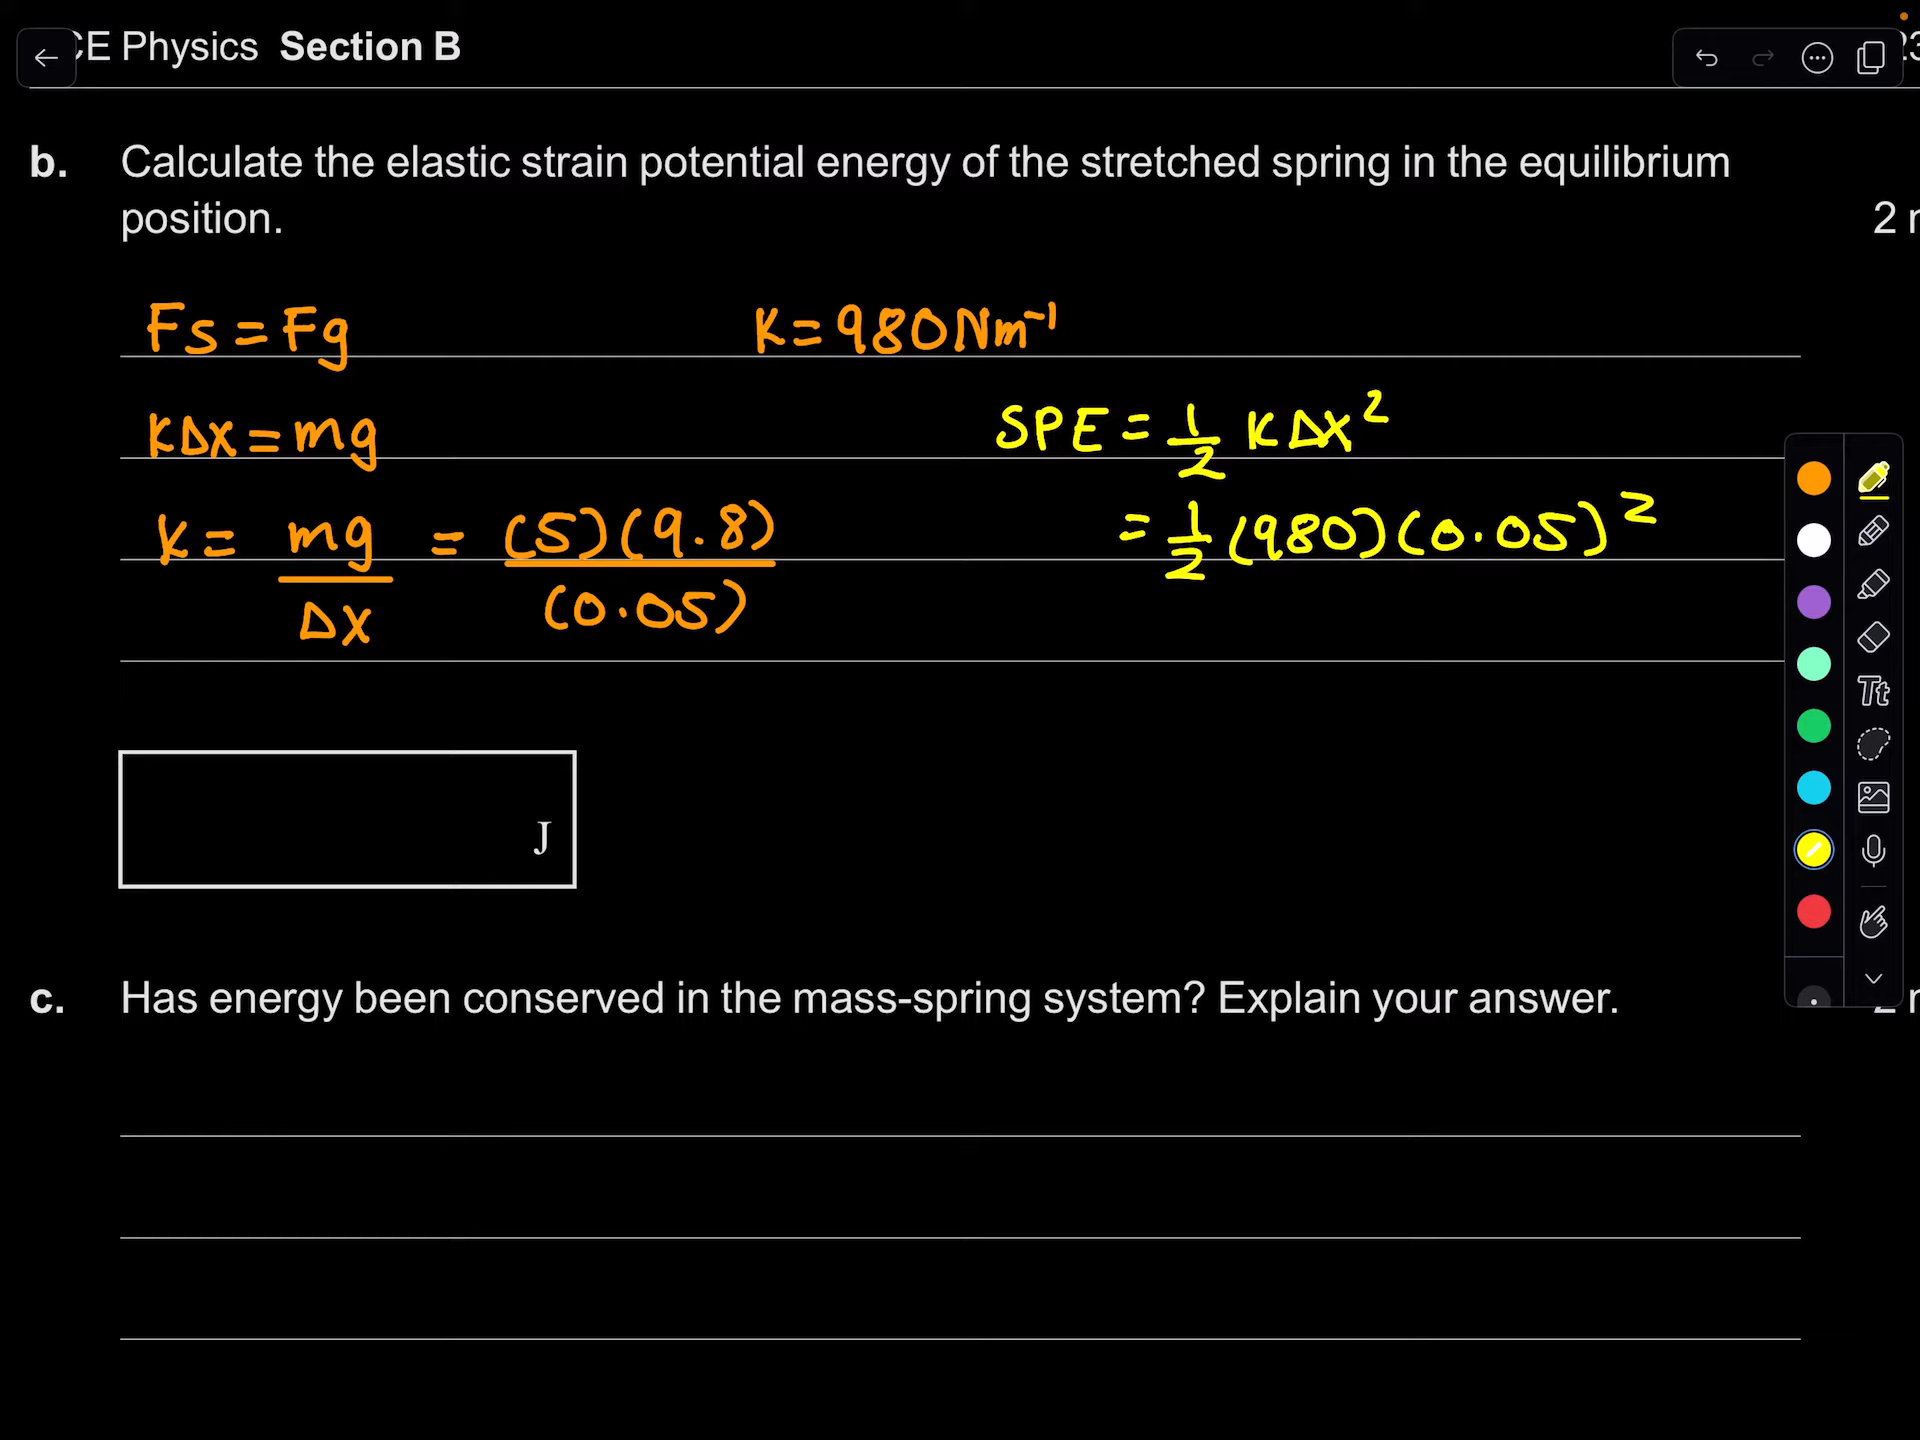 CE Physics Section B
b. Calculate the elastic strain potential energy of the stretched spring in the equilibrium
position.
2
Fs = Fg
K = 980 Nm⁻¹
KΔx = mg
SPE = 1/2 KΔx²
K = mg/Δx = (5)(9.8)/(0.05)
= 1/2 (980)(0.05)²
J
c. Has energy been conserved in the mass-spring system? Explain your answer.
Tt